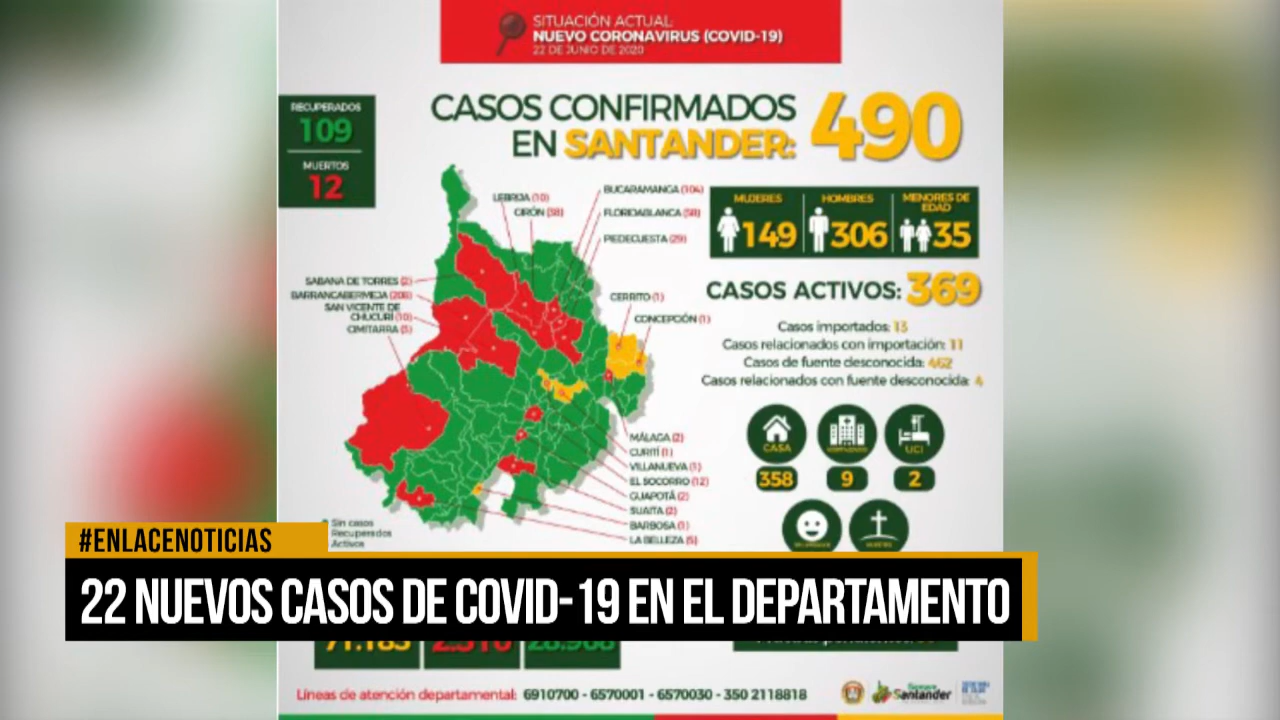 SITUACIÓN ACTUAL:
NUEVO CORONAVIRUS (COVID-19)
22 DE JUNIO DE 2020
RECUPERADOS
109
MUERTOS
12
CASOS CONFIRMADOS
EN SANTANDER: 490
MUJERES
149
HOMBRES
306
MENORES DE
EDAD
35
CASOS ACTIVOS: 369
Casos importados: 13
Casos relacionados con importación: 11
Casos de fuente desconocida: 462
Casos relacionados con fuente desconocida: 4
LEBRIJA (10)
GIRÓN (38)
BUCARAMANGA (104)
FLORIDABLANCA (58)
PIEDECUESTA (29)
SABANA DE TORRES (2)
BARRANCABERMEJA (208)
SAN VICENTE DE
CHUCURÍ (10)
CIMITARRA (5)
CERRITO (1)
CONCEPCIÓN (1)
MÁLAGA (2)
CURITÍ (1)
VILLANUEVA (1)
EL SOCORRO (12)
GUAPOTÁ (2)
SUAITA (2)
BARBOSA (1)
LA BELLEZA (5)
CASA
358
9
UCI
2
Sin casos
Recuperados
Activos
#ENLACENOTICIAS
22 NUEVOS CASOS DE COVID-19 EN EL DEPARTAMENTO
Líneas de atención departamental: 6910700 - 6570001 - 6570030 - 350 2118818
Santander